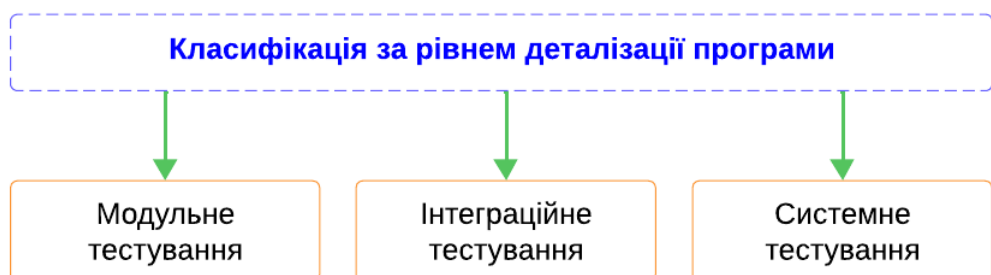 Класифікація за рівнем деталізації програми
Модульне
тестування
Інтеграційне
тестування
Системне
тестування